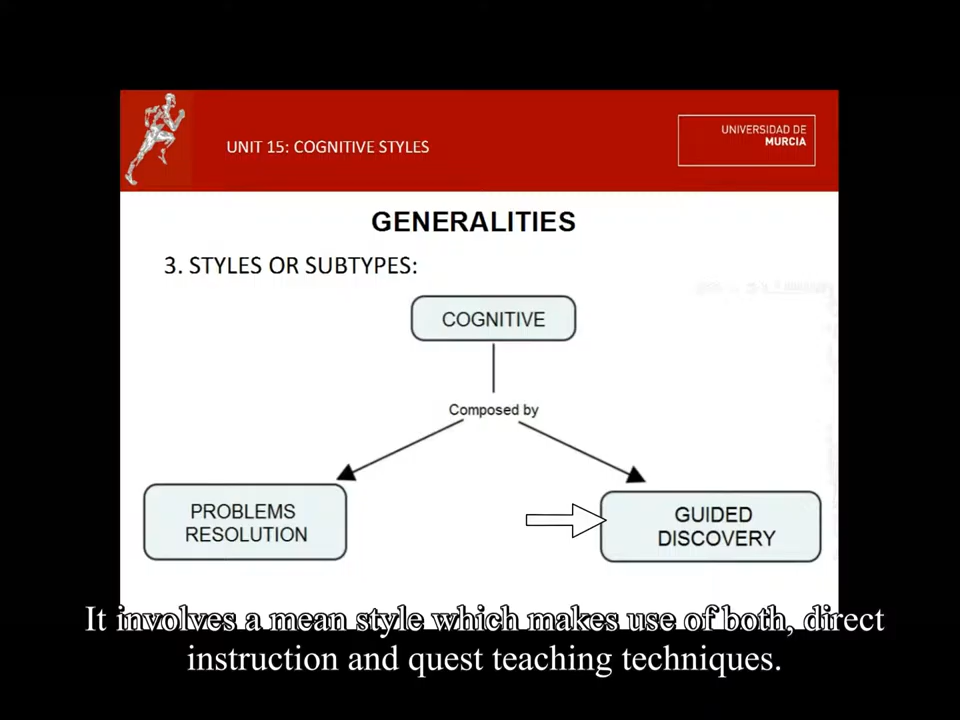 UNIT 15: COGNITIVE STYLES
UNIVERSIDAD DE
MURCIA
GENERALITIES
3. STYLES OR SUBTYPES:
COGNITIVE
Composed by
PROBLEMS
RESOLUTION
GUIDED
DISCOVERY
It involves a mean style which makes use of both, direct
instruction and quest teaching techniques.